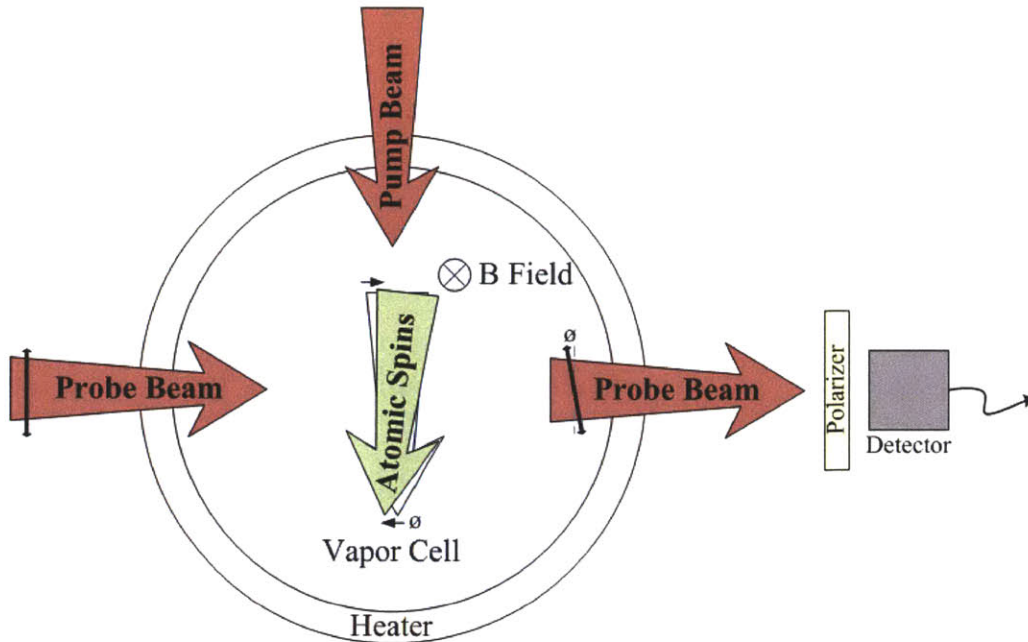 Pump Beam
⊗ B Field
Probe Beam
Atomic Spins
ø
Probe Beam
Polarizer
Detector
ø
Vapor Cell
Heater